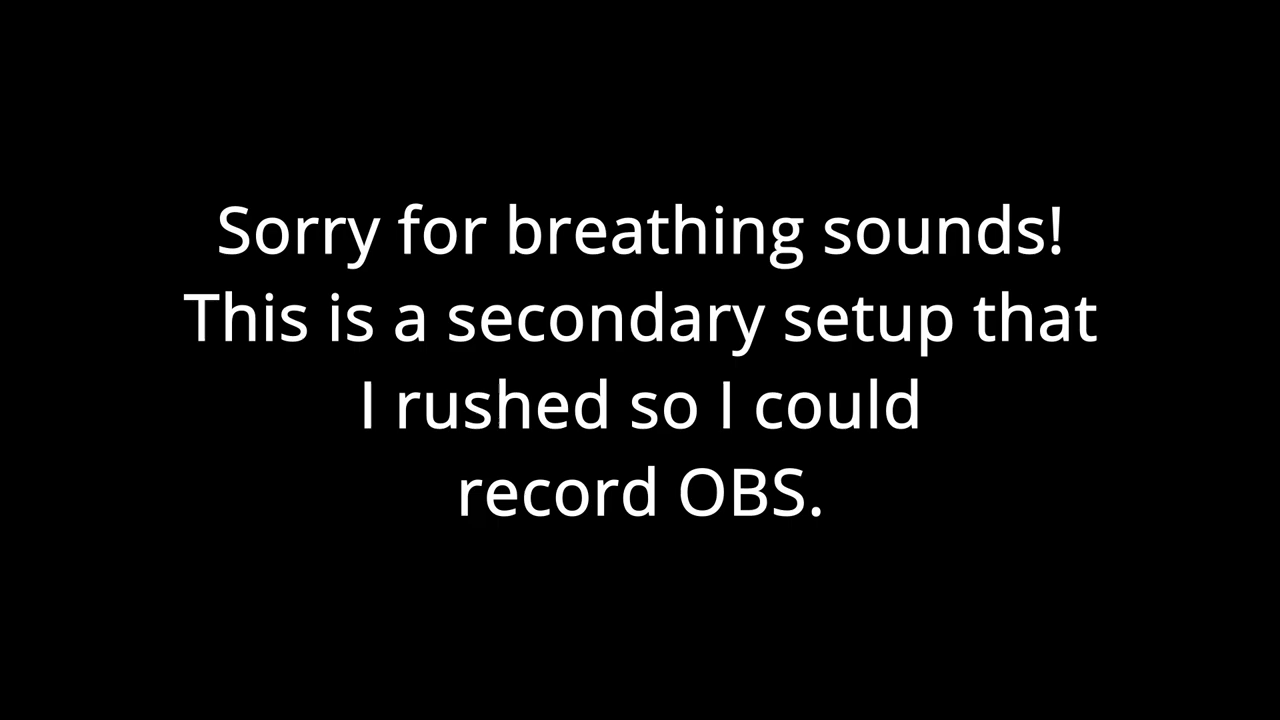 Sorry for breathing sounds!
This is a secondary setup that
I rushed so I could
record OBS.